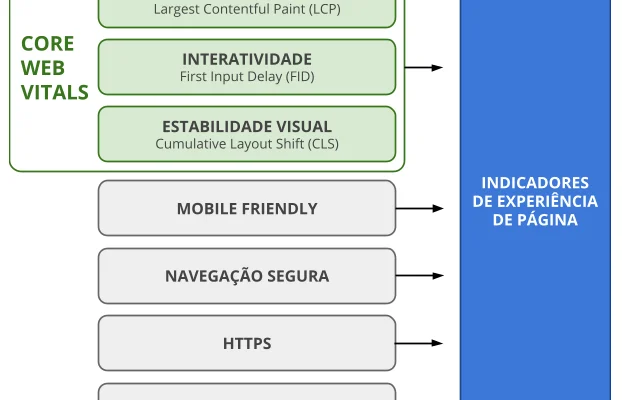 Largest Contentful Paint (LCP)
CORE
WEB
VITALS
INTERATIVIDADE
First Input Delay (FID)
ESTABILIDADE VISUAL
Cumulative Layout Shift (CLS)
MOBILE FRIENDLY
NAVEGAÇÃO SEGURA
HTTPS
INDICADORES
DE EXPERIÊNCIA
DE PÁGINA